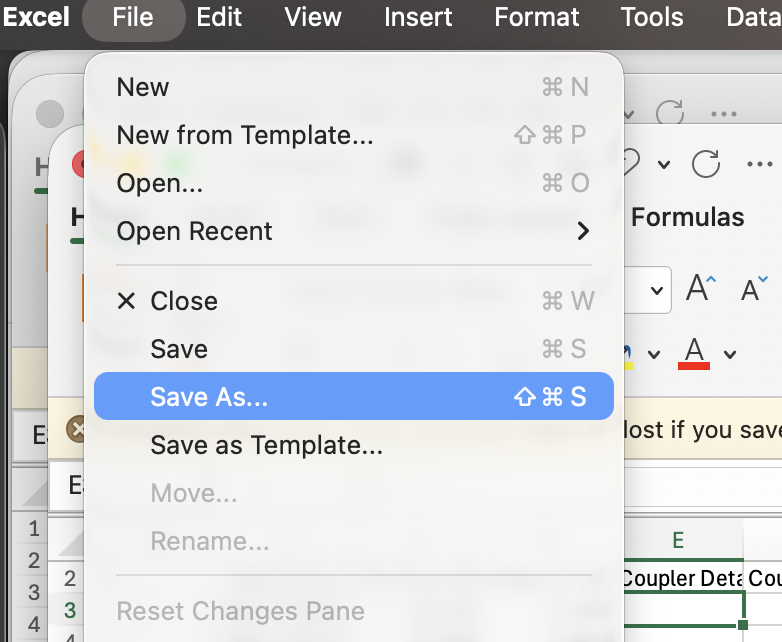 Excel File Edit View Insert Format Tools Data
New ⌘ N
New from Template... ⇧ ⌘ P
Open... ⌘ O
Open Recent
Formulas
✕ Close ⌘ W
Save ⌘ S
Save As... ⇧ ⌘ S
lost if you save
Save as Template...
Move...
Rename...
E
1
2
2 Coupler Deta Cou
3
3
4
Reset Changes Pane